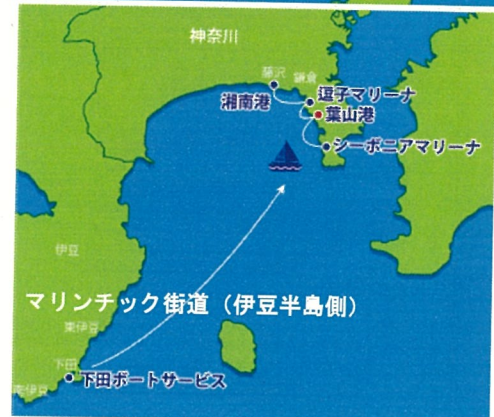 神奈川
藤沢
鎌倉
湘南港
逗子マリーナ
葉山港
シーボニアマリーナ
伊豆
マリンチック街道（伊豆半島側）
東伊豆
下田
下田ボートサービス
南伊豆